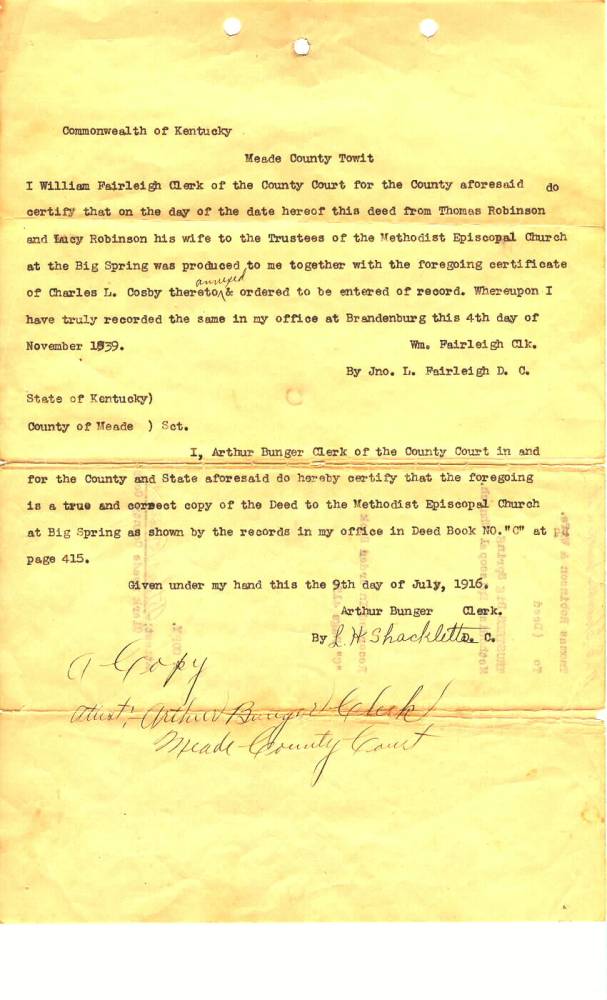 Commonwealth of Kentucky
Meade County Towit
I William Fairleigh Clerk of the County Court for the County aforesaid do
certify that on the day of the date hereof this deed from Thomas Robinson
and Lucy Robinson his wife to the Trustees of the Methodist Episcopal Church
at the Big Spring was produced to me together with the foregoing certificate
annexed
of Charles L. Cosby thereto & ordered to be entered of record. Whereupon I
have truly recorded the same in my office at Brandenburg this 4th day of
November 1839. Wm. Fairleigh Clk.
By Jno. L. Fairleigh D. C.
State of Kentucky)
County of Meade ) Sct.
I, Arthur Bunger Clerk of the County Court in and
for the County and State aforesaid do hereby certify that the foregoing
is a true and correct copy of the Deed to the Methodist Episcopal Church
at Big Spring as shown by the records in my office in Deed Book NO."C" at
page 415.
Given under my hand this the 9th day of July, 1916.
Arthur Bunger Clerk.
By L. H. Shacklette D. C.
A Copy
Attest:- Arthur Bunger Clerk
Meade County Court